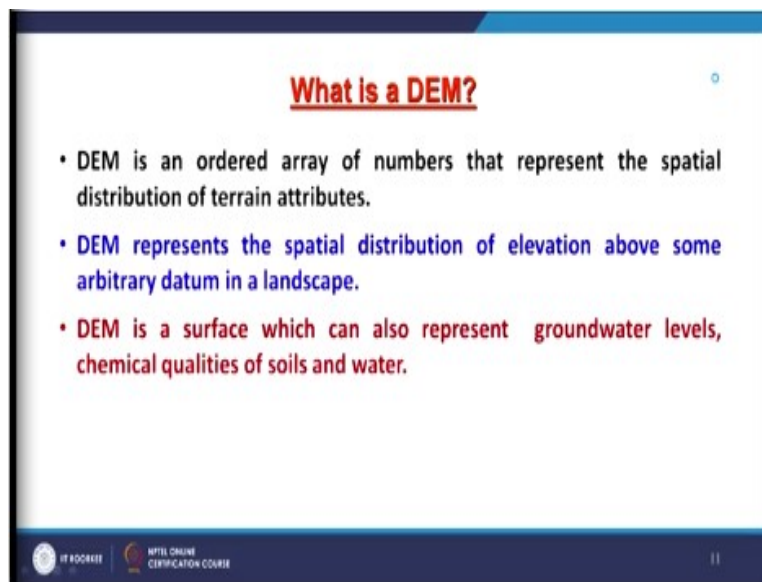 What is a DEM?
• DEM is an ordered array of numbers that represent the spatial
distribution of terrain attributes.
• DEM represents the spatial distribution of elevation above some
arbitrary datum in a landscape.
• DEM is a surface which can also represent groundwater levels,
chemical qualities of soils and water.
IIT ROORKEE
NPTEL ONLINE
CERTIFICATION COURSE
11